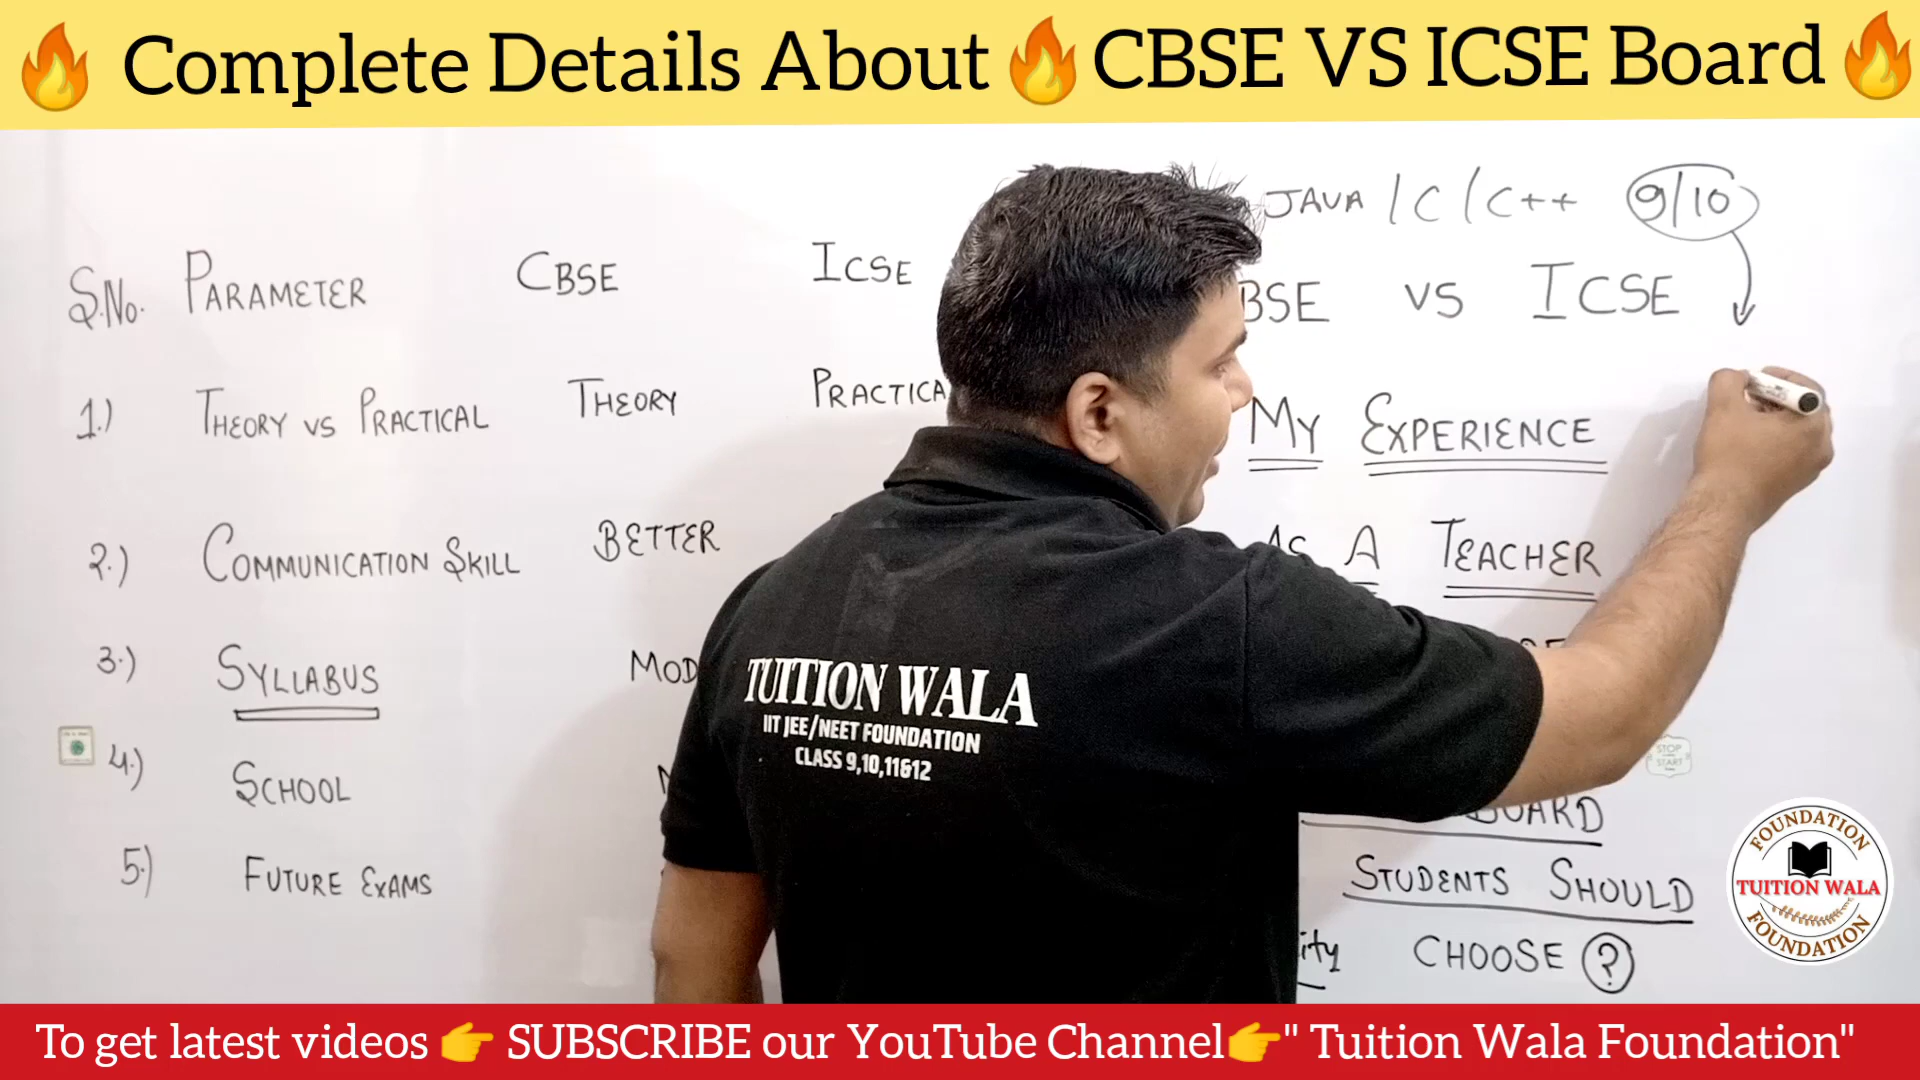 Complete Details About CBSE VS ICSE Board
JAVA / C / C++ 9/10
S.No. PARAMETER CBSE ICSE
BSE VS ICSE
1.) THEORY VS PRACTICAL THEORY PRACTICA
MY EXPERIENCE
2.) COMMUNICATION SKILL BETTER
AS A TEACHER
3.) SYLLABUS MOD
4.) SCHOOL
5.) FUTURE EXAMS
BOARD
STUDENTS SHOULD
ity CHOOSE ?
TUITION WALA
IIT JEE/NEET FOUNDATION
CLASS 9,10,11&12
STOP
START
FOUNDATION
TUITION WALA
FOUNDATION
To get latest videos SUBSCRIBE our YouTube Channel " Tuition Wala Foundation"